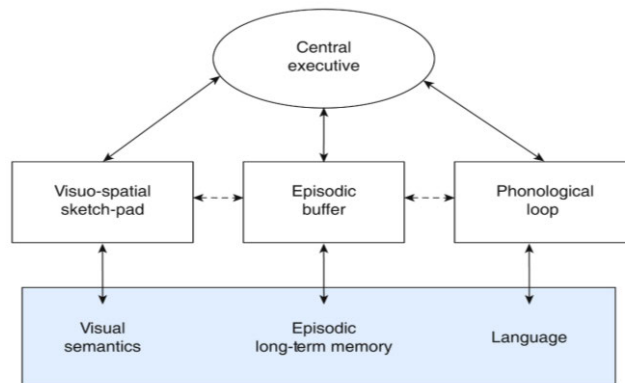 Central
executive
Visuo-spatial
sketch-pad
Episodic
buffer
Phonological
loop
Visual
semantics
Episodic
long-term memory
Language